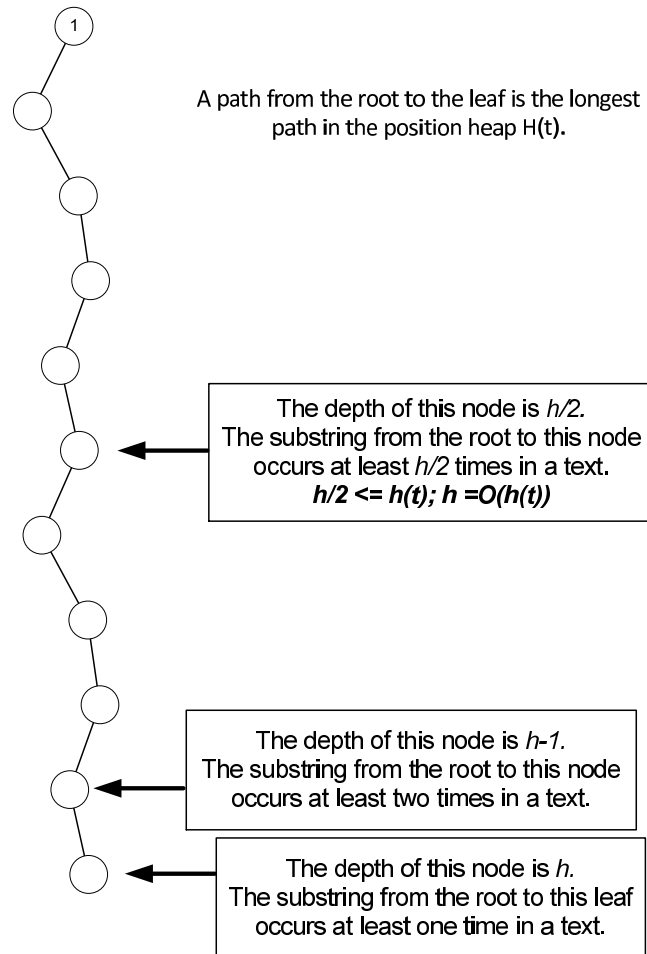 1
A path from the root to the leaf is the longest
path in the position heap H(t).
The depth of this node is h/2.
The substring from the root to this node
occurs at least h/2 times in a text.
h/2 <= h(t); h =O(h(t))
The depth of this node is h-1.
The substring from the root to this node
occurs at least two times in a text.
The depth of this node is h.
The substring from the root to this leaf
occurs at least one time in a text.